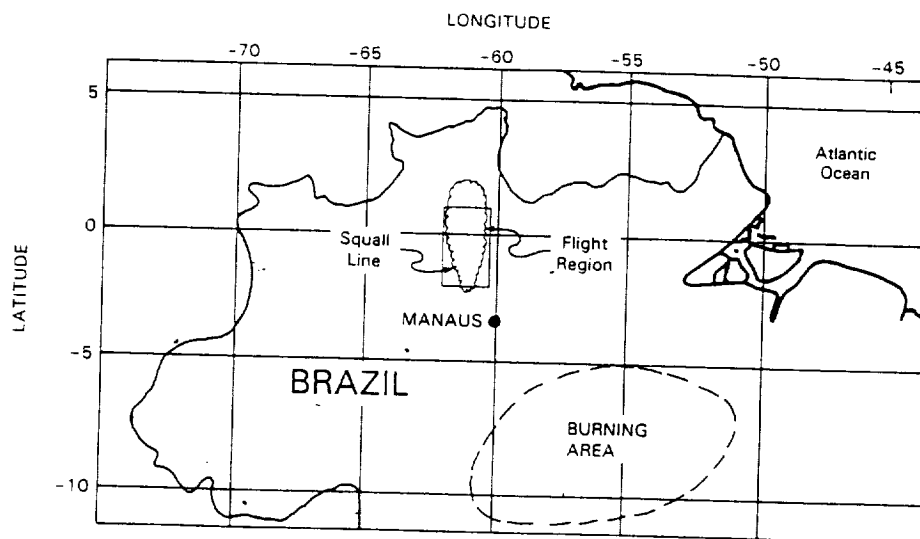 LONGITUDE
-70
-65
-60
-55
-50
-45
5
0
-5
-10
LATITUDE
Atlantic
Ocean
Squall
Line
Flight
Region
MANAUS
BRAZIL
BURNING
AREA